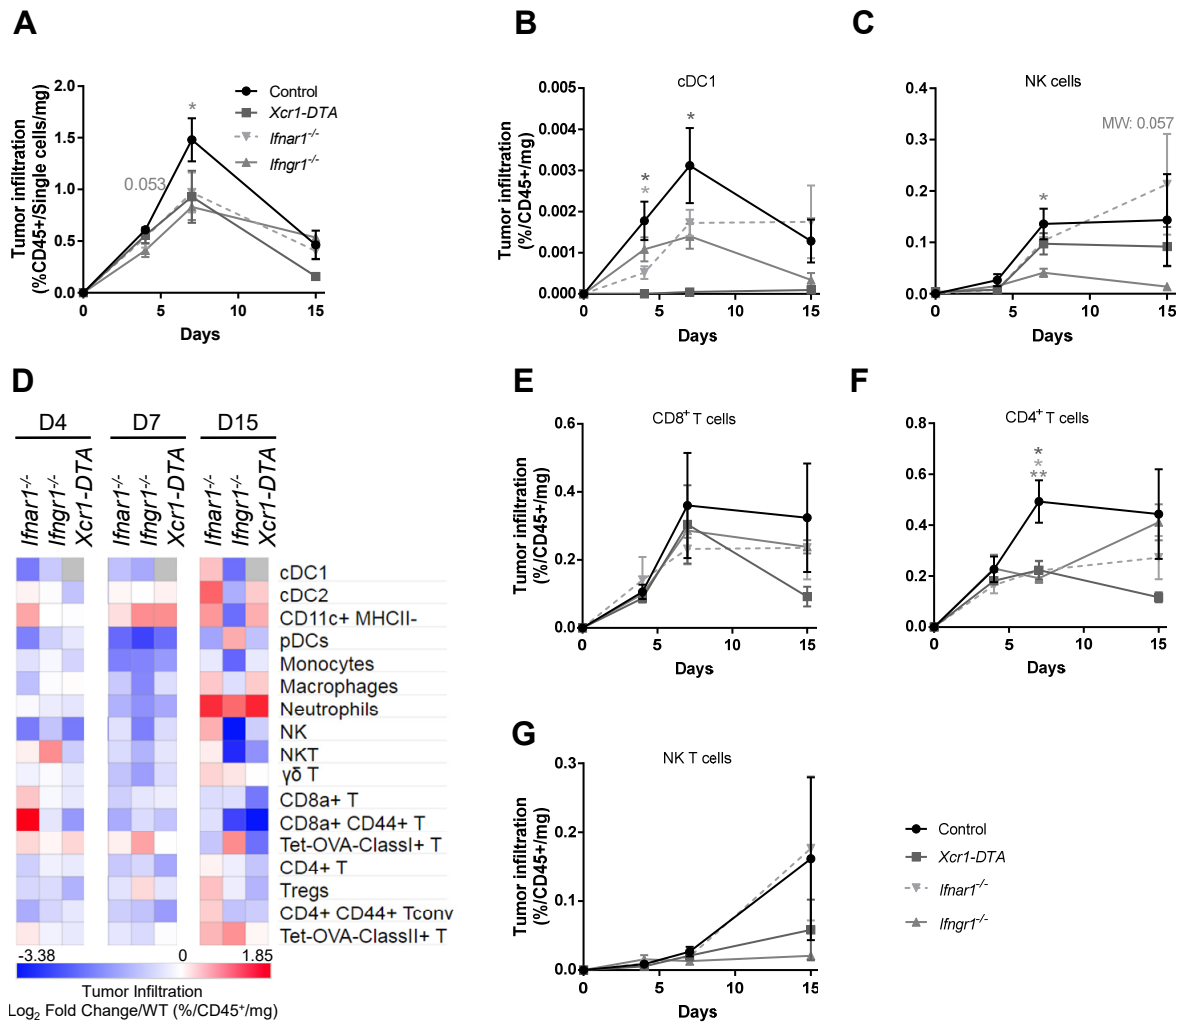 A
Tumor infiltration
(%CD45+/Single cells/mg)
2.0
1.5
1.0
0.5
0.0
0 5 10 15
Days
*
0.053
Control
Xcr1-DTA
Ifnar1-/-
Ifngr1-/-
B
cDC1
Tumor infiltration
(%/CD45+/mg)
0.005
0.004
0.003
0.002
0.001
0.000
0 5 10 15
Days
*
*
*
C
NK cells
0.4
0.3
0.2
0.1
0.0
0 5 10 15
Days
*
MW: 0.057
D
D4 D7 D15
Ifnar1-/- Ifngr1-/- Xcr1-DTA Ifnar1-/- Ifngr1-/- Xcr1-DTA Ifnar1-/- Ifngr1-/- Xcr1-DTA
cDC1
cDC2
CD11c+ MHCII-
pDCs
Monocytes
Macrophages
Neutrophils
NK
NKT
γδ T
CD8a+ T
CD8a+ CD44+ T
Tet-OVA-ClassI+ T
CD4+ T
Tregs
CD4+ CD44+ Tconv
Tet-OVA-ClassII+ T
-3.38 0 1.85
Tumor Infiltration
Log2 Fold Change/WT (%/CD45+/mg)
E
CD8+ T cells
Tumor infiltration
(%/CD45+/mg)
0.6
0.4
0.2
0.0
0 5 10 15
Days
F
CD4+ T cells
0.8
0.6
0.4
0.2
0.0
0 5 10 15
Days
*
*
**
G
NK T cells
Tumor infiltration
(%/CD45+/mg)
0.3
0.2
0.1
0.0
0 5 10 15
Days
Control
Xcr1-DTA
Ifnar1-/-
Ifngr1-/-